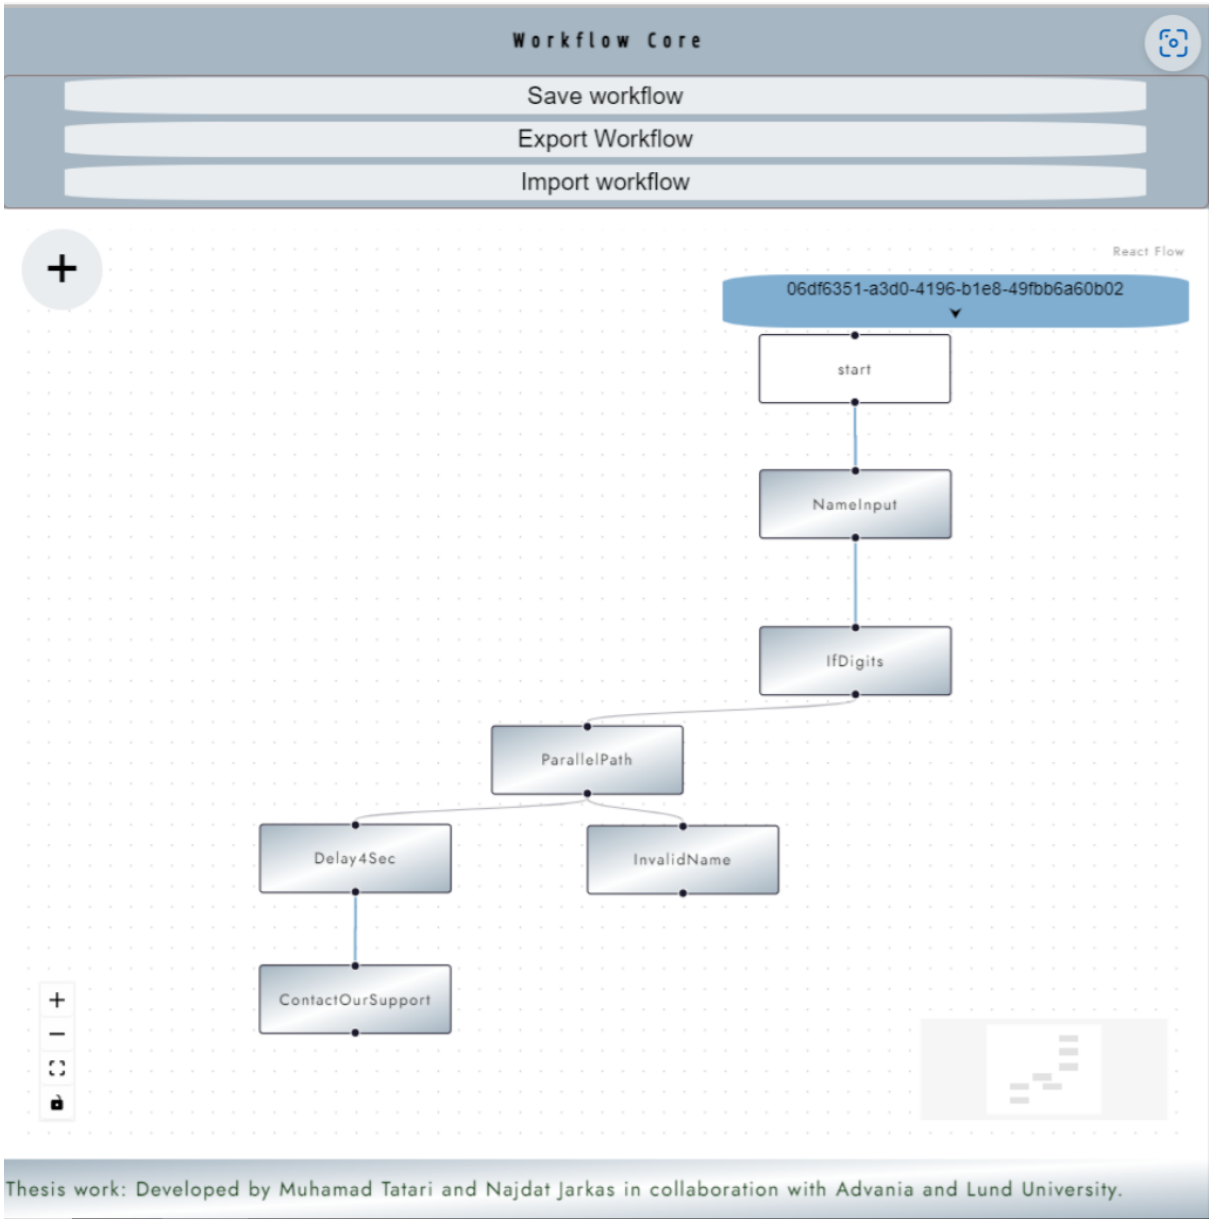 Workflow Core
Save workflow
Export Workflow
Import workflow
React Flow
06df6351-a3d0-4196-b1e8-49fbb6a60b02
start
NameInput
IfDigits
ParallelPath
Delay4Sec
InvalidName
ContactOurSupport
Thesis work: Developed by Muhamad Tatari and Najdat Jarkas in collaboration with Advania and Lund University.